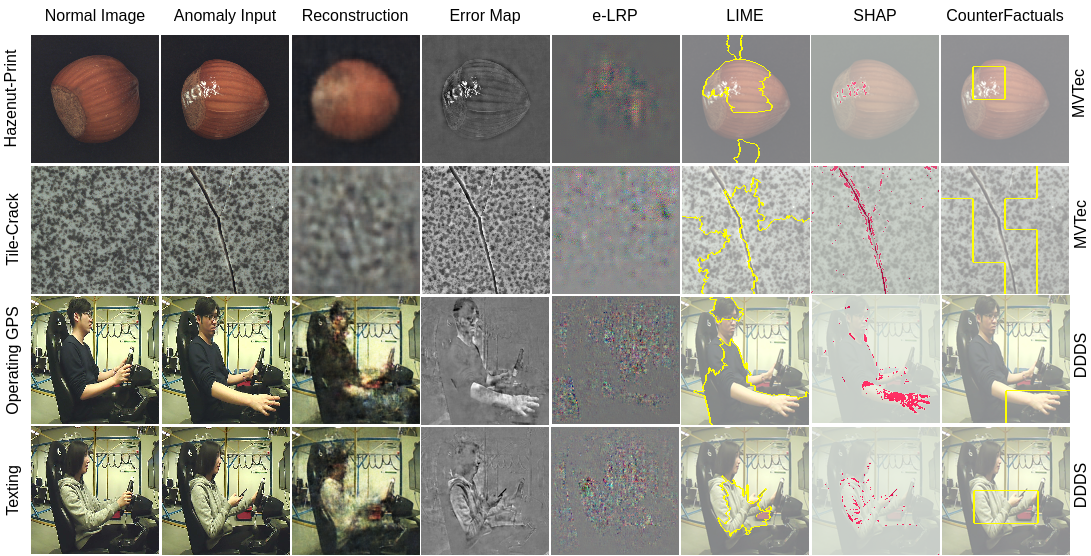 Normal Image Anomaly Input Reconstruction Error Map e-LRP LIME SHAP CounterFactuals
Hazenut-Print MVTec
Tile-Crack MVTec
Operating GPS DDDS
Texting DDDS